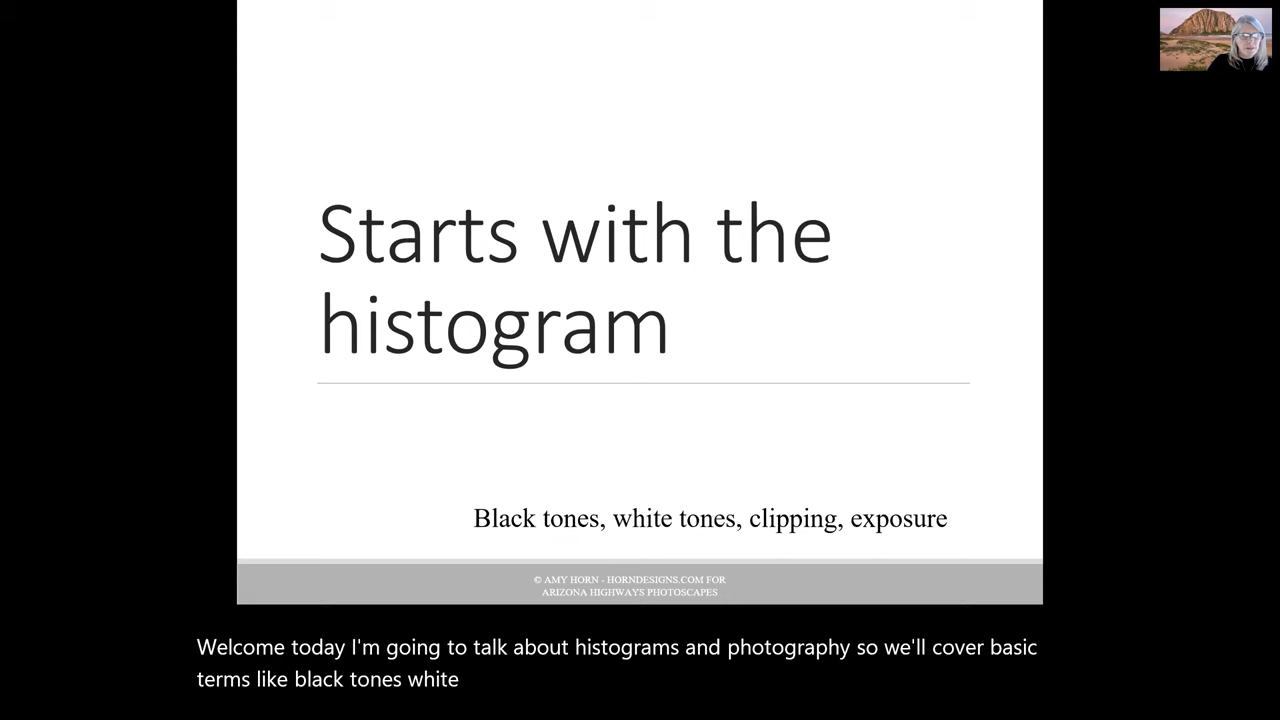 Starts with the
histogram
Black tones, white tones, clipping, exposure
© AMY HORN - HORNDESIGNS.COM FOR
ARIZONA HIGHWAYS PHOTOSCAPES
Welcome today I'm going to talk about histograms and photography so we'll cover basic
terms like black tones white